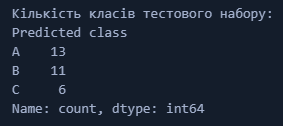 Кількість класів тестового набору:
Predicted class
A    13
B    11
C     6
Name: count, dtype: int64